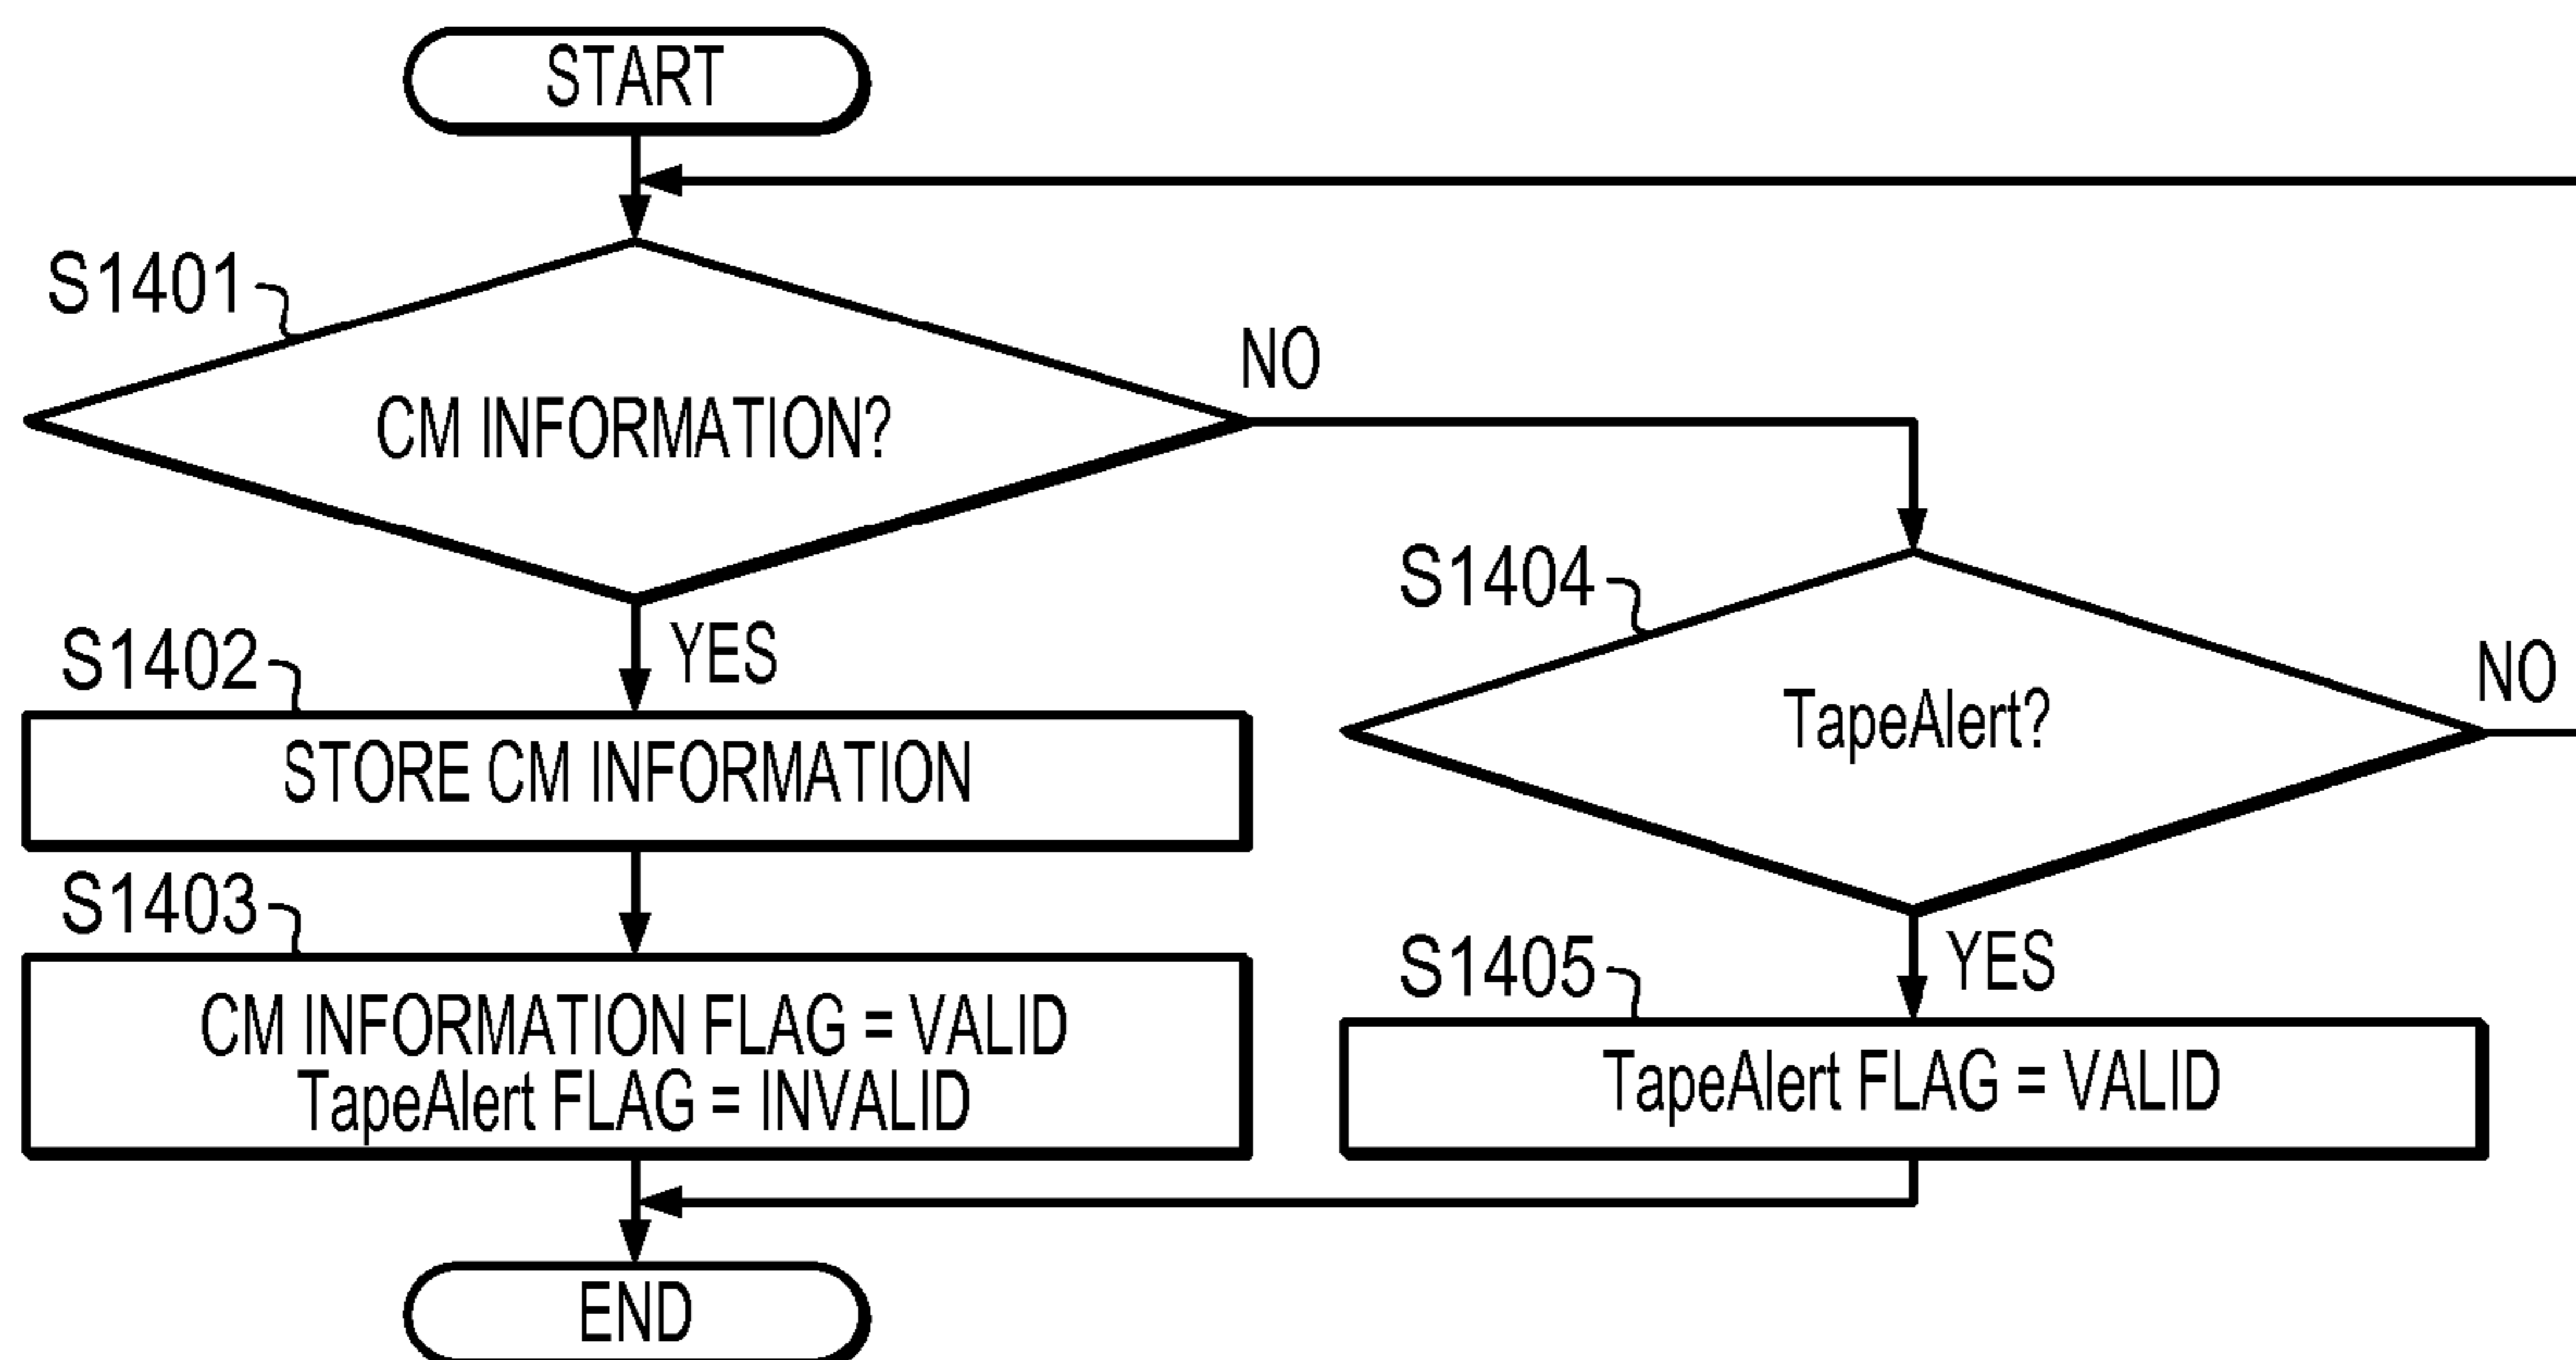 START
S1401
CM INFORMATION?
NO
YES
S1402
STORE CM INFORMATION
S1403
CM INFORMATION FLAG = VALID
TapeAlert FLAG = INVALID
S1404
TapeAlert?
NO
YES
S1405
TapeAlert FLAG = VALID
END